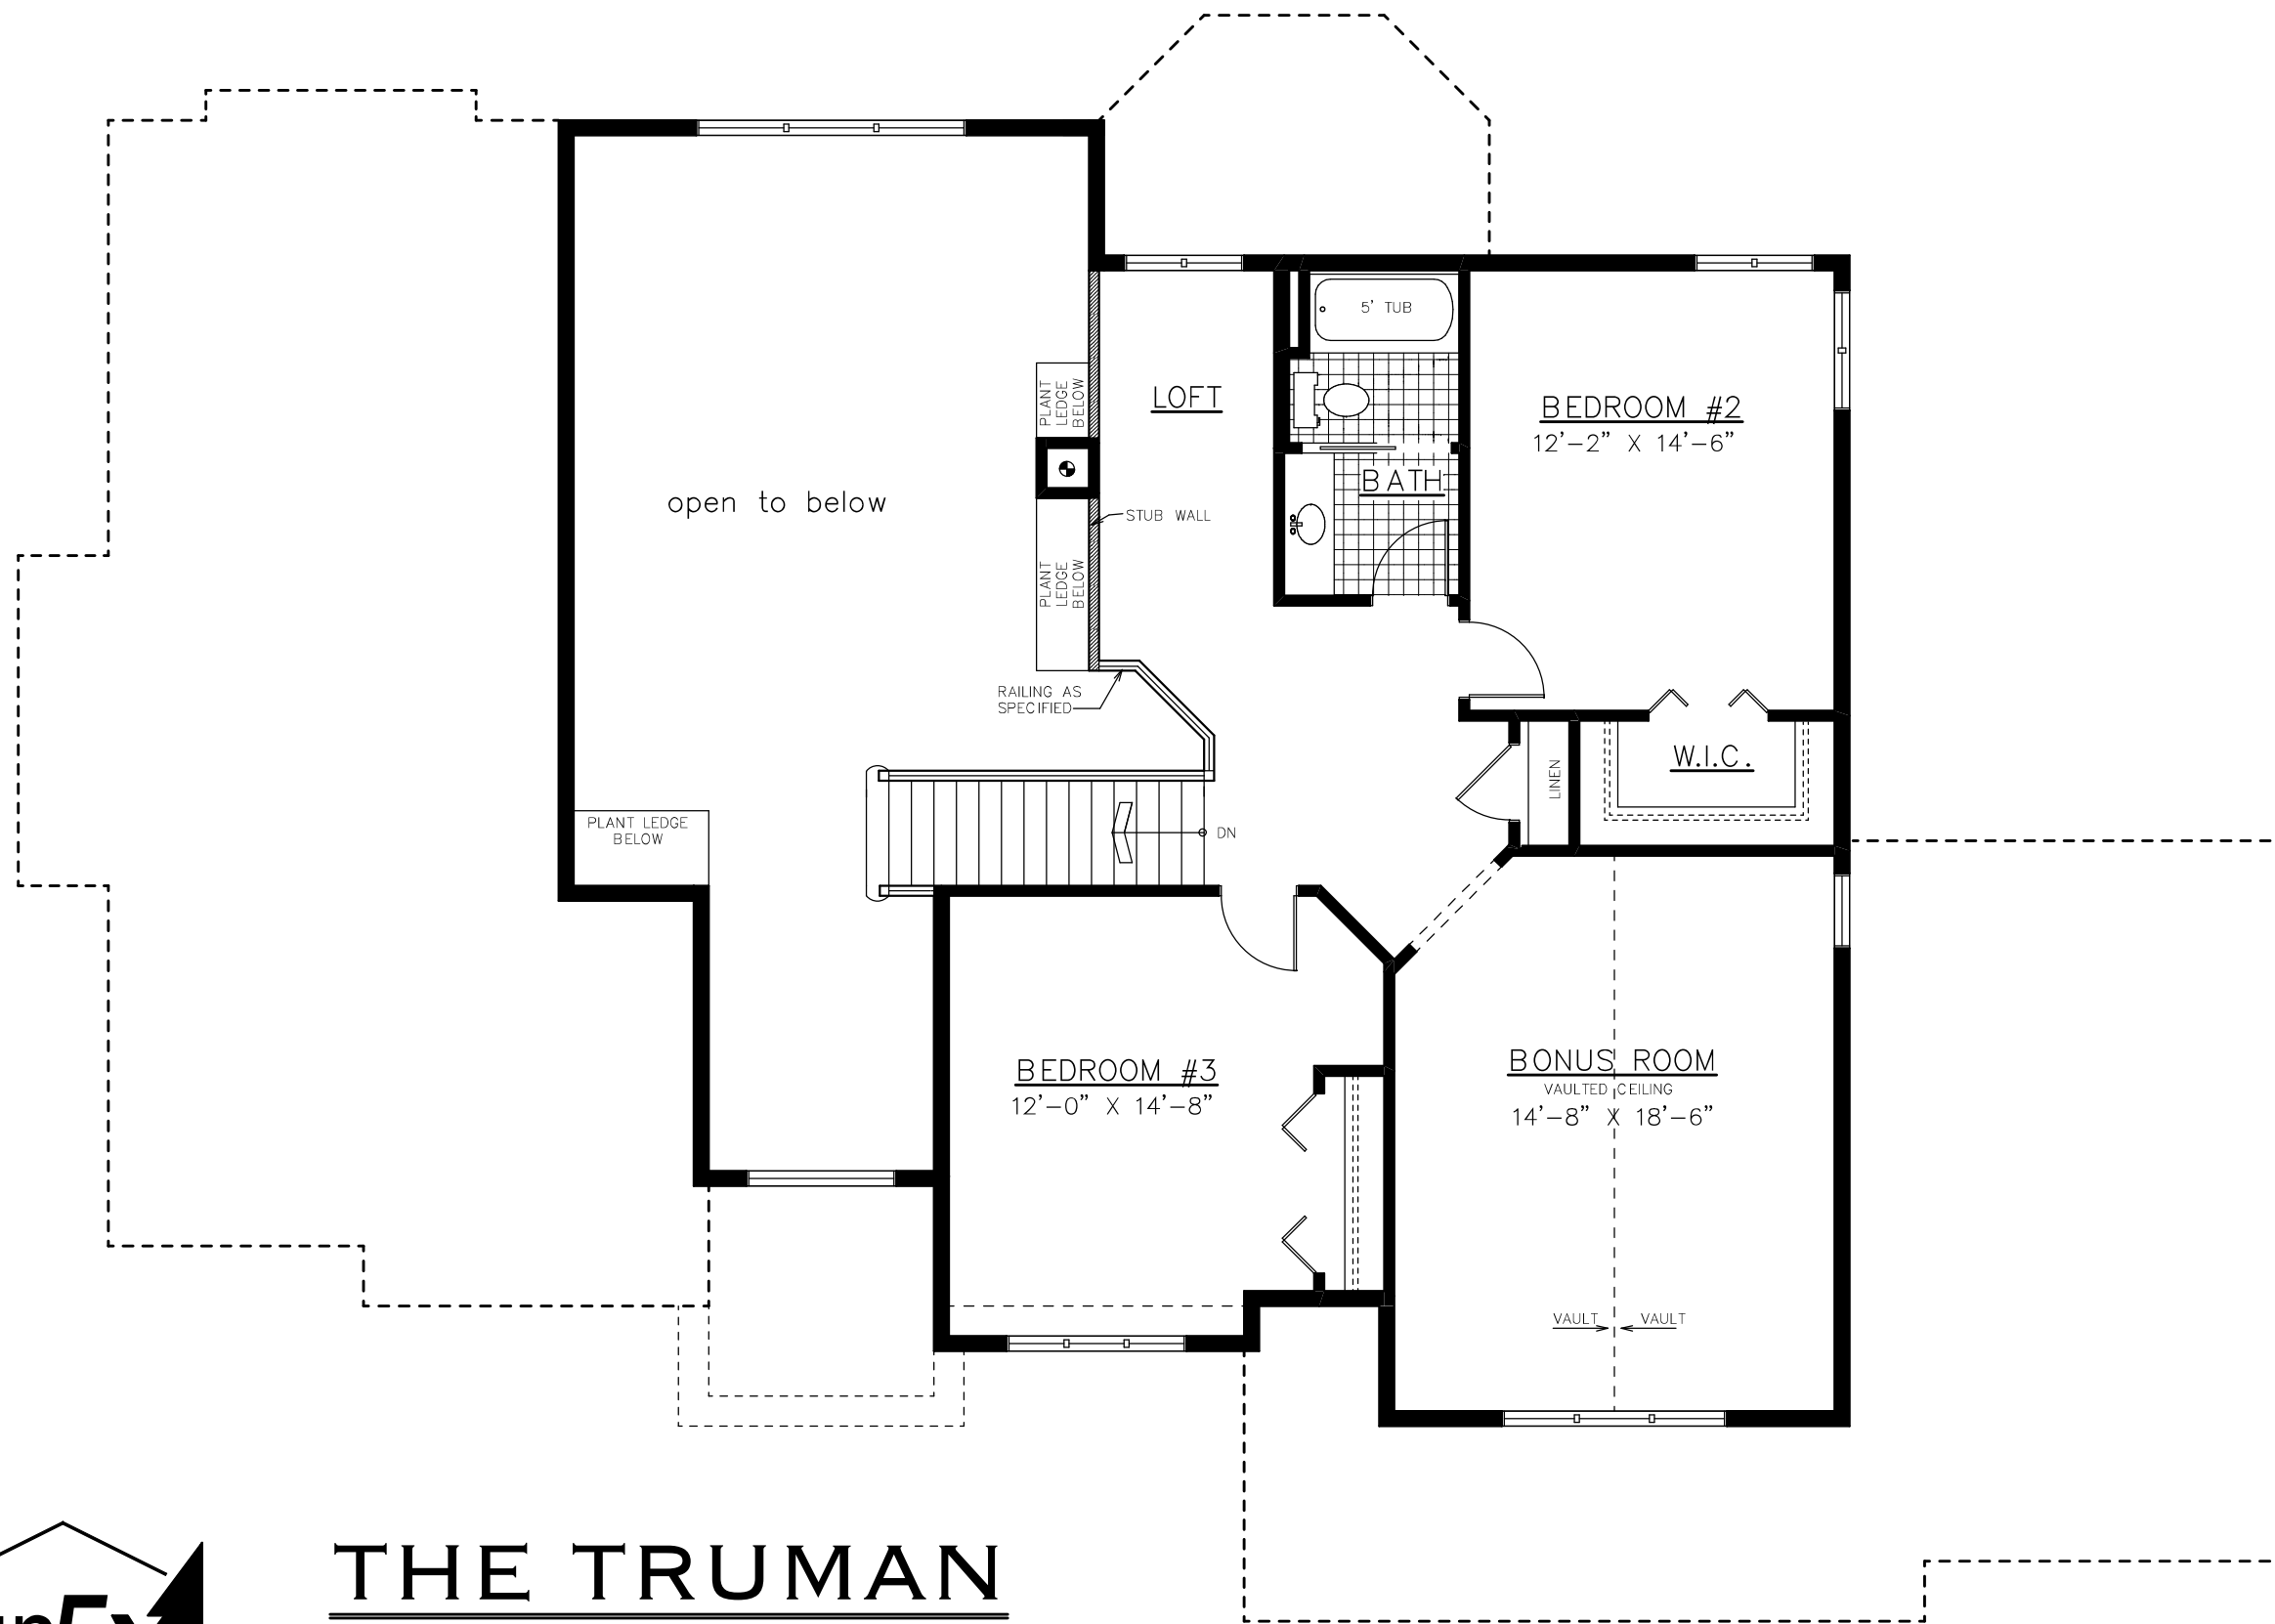 5' TUB
PLANT
LEDGE
BELOW
LOFT
BEDROOM #2
12'-2" X 14'-6"
open to below
BATH
STUB WALL
PLANT
LEDGE
BELOW
RAILING AS
SPECIFIED
W.I.C.
LINEN
PLANT LEDGE
BELOW
DN
BEDROOM #3
12'-0" X 14'-8"
BONUS ROOM
VAULTED CEILING
14'-8" X 18'-6"
VAULT
VAULT
THE TRUMAN